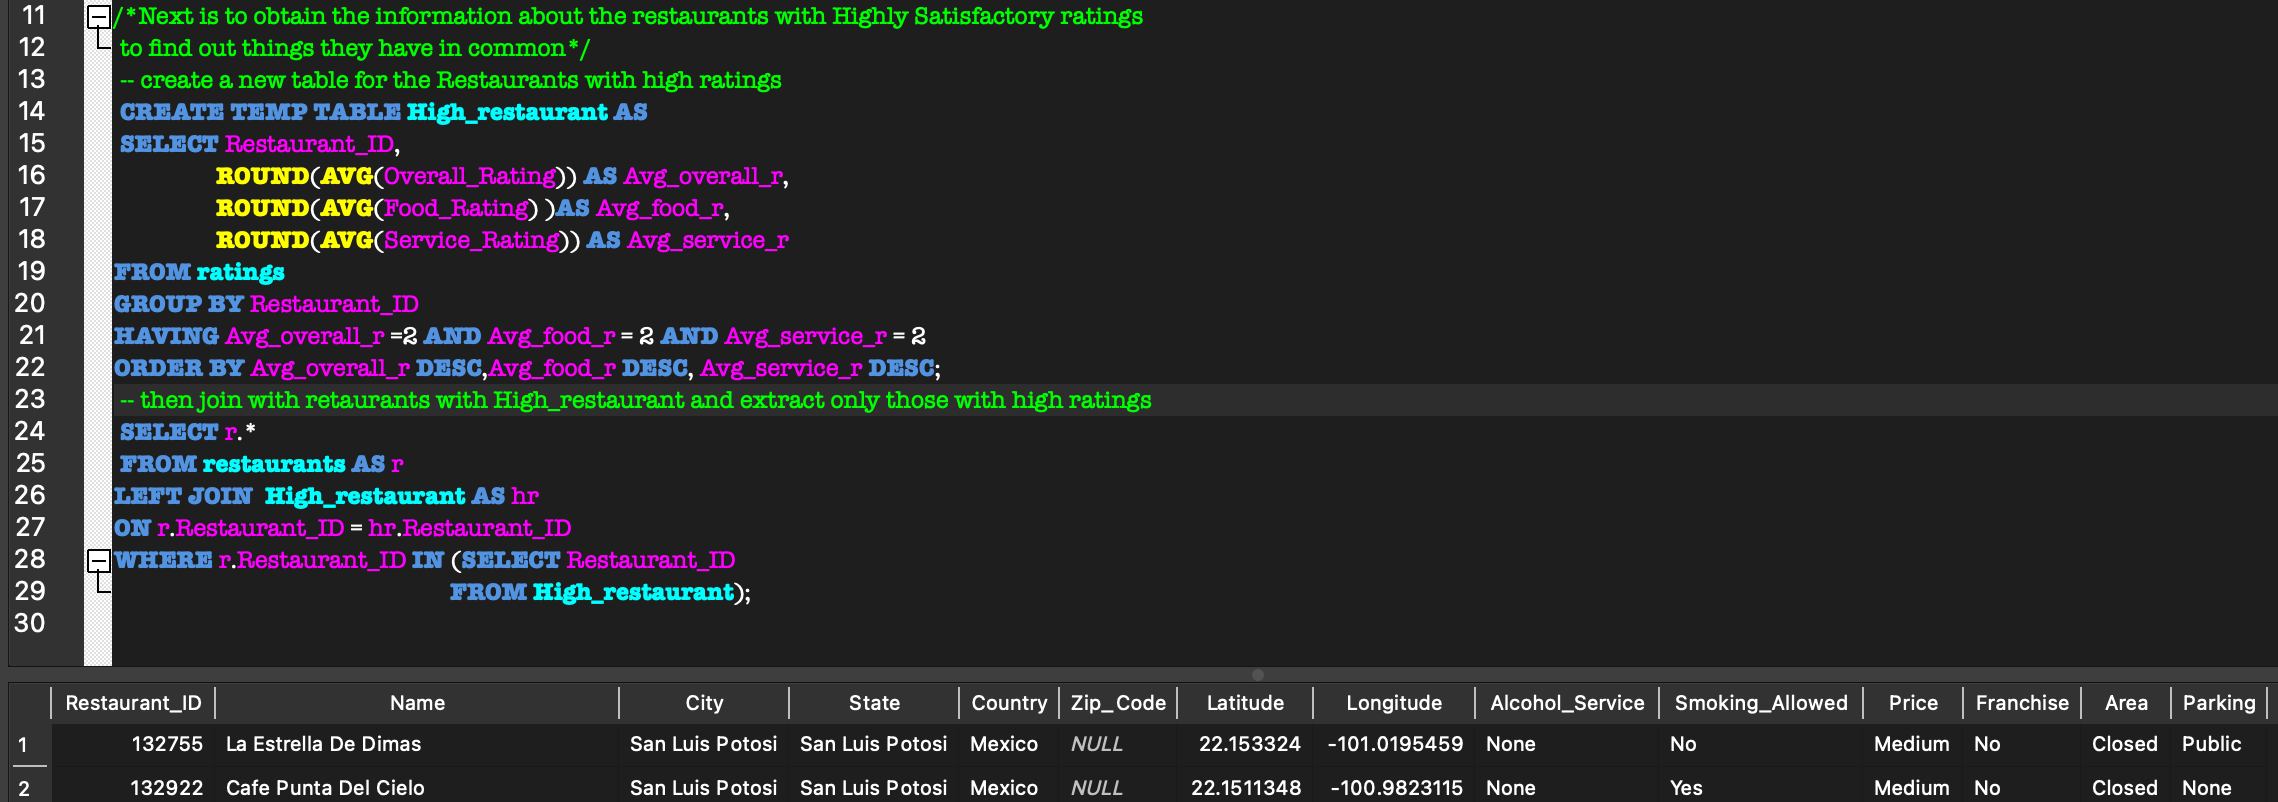 11 /*Next is to obtain the information about the restaurants with Highly Satisfactory ratings
12 to find out things they have in common*/
13 -- create a new table for the Restaurants with high ratings
14 CREATE TEMP TABLE High_restaurant AS
15 SELECT Restaurant_ID,
16 ROUND(AVG(Overall_Rating)) AS Avg_overall_r,
17 ROUND(AVG(Food_Rating) )AS Avg_food_r,
18 ROUND(AVG(Service_Rating)) AS Avg_service_r
19 FROM ratings
20 GROUP BY Restaurant_ID
21 HAVING Avg_overall_r =2 AND Avg_food_r = 2 AND Avg_service_r = 2
22 ORDER BY Avg_overall_r DESC,Avg_food_r DESC, Avg_service_r DESC;
23 -- then join with retaurants with High_restaurant and extract only those with high ratings
24 SELECT r.*
25 FROM restaurants AS r
26 LEFT JOIN High_restaurant AS hr
27 ON r.Restaurant_ID = hr.Restaurant_ID
28 WHERE r.Restaurant_ID IN (SELECT Restaurant_ID
29 FROM High_restaurant);
30
Restaurant_ID Name City State Country Zip_Code Latitude Longitude Alcohol_Service Smoking_Allowed Price Franchise Area Parking
1 132755 La Estrella De Dimas San Luis Potosi San Luis Potosi Mexico NULL 22.153324 -101.0195459 None No Medium No Closed Public
2 132922 Cafe Punta Del Cielo San Luis Potosi San Luis Potosi Mexico NULL 22.1511348 -100.9823115 None Yes Medium No Closed None